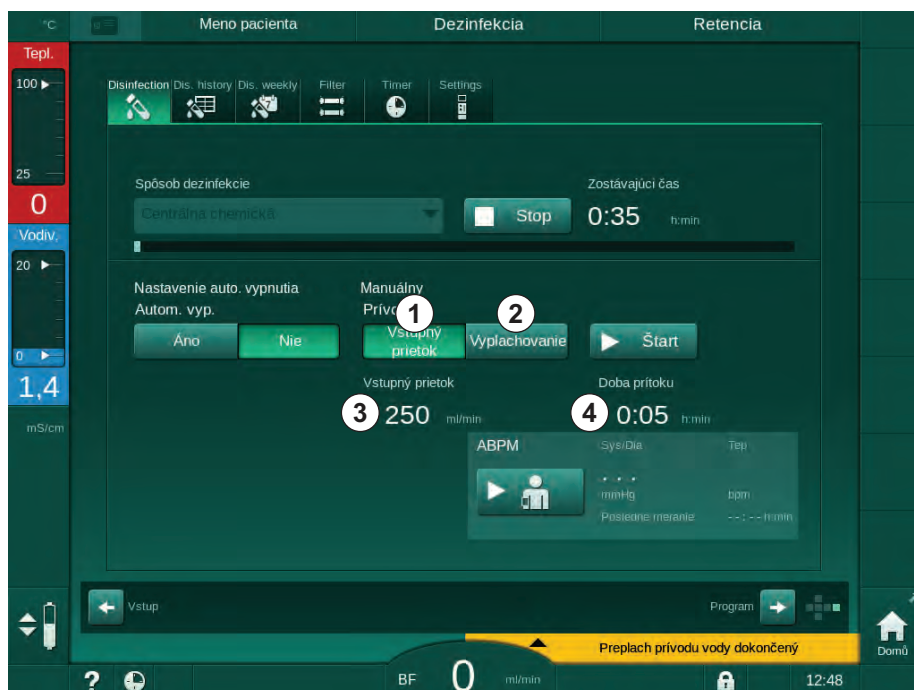 °C
Meno pacienta
Dezinfekcia
Retencia
Tepl.
100
25
0
Vodiv.
20
0
1,4
mS/cm
Disinfection
Dis. history
Dis. weekly
Filter
Timer
Settings
7
Spôsob dezinfekcie
Zostávajúci čas
Centrálna chemická
Stop
0:35 h:min
Nastavenie auto. vypnutia
Manuálny
Autom. vyp.
1
2
Áno
Nie
Vstupný
prietok
Vyplachovanie
Štart
Vstupný prietok
Doba prítoku
3
250 ml/min
4
0:05 h:min
ABPM
Sys/Dia
Tep
mmHg
bpm
Posledné meranie
--:-- h:min
Vstup
Program
Preplach prívodu vody dokončený
Domů
?
BF
0
ml/min
12:48